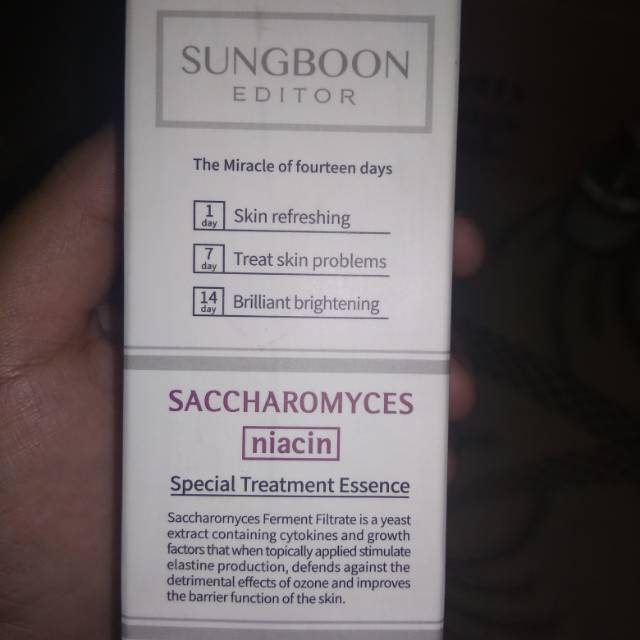 SUNGBOON
EDITOR
The Miracle of fourteen days
1 day Skin refreshing
7 day Treat skin problems
14 day Brilliant brightening
SACCHAROMYCES
niacin
Special Treatment Essence
Saccharomyces Ferment Filtrate is a yeast
extract containing cytokines and growth
factors that when topically applied stimulate
elastine production, defends against the
detrimental effects of ozone and improves
the barrier function of the skin.